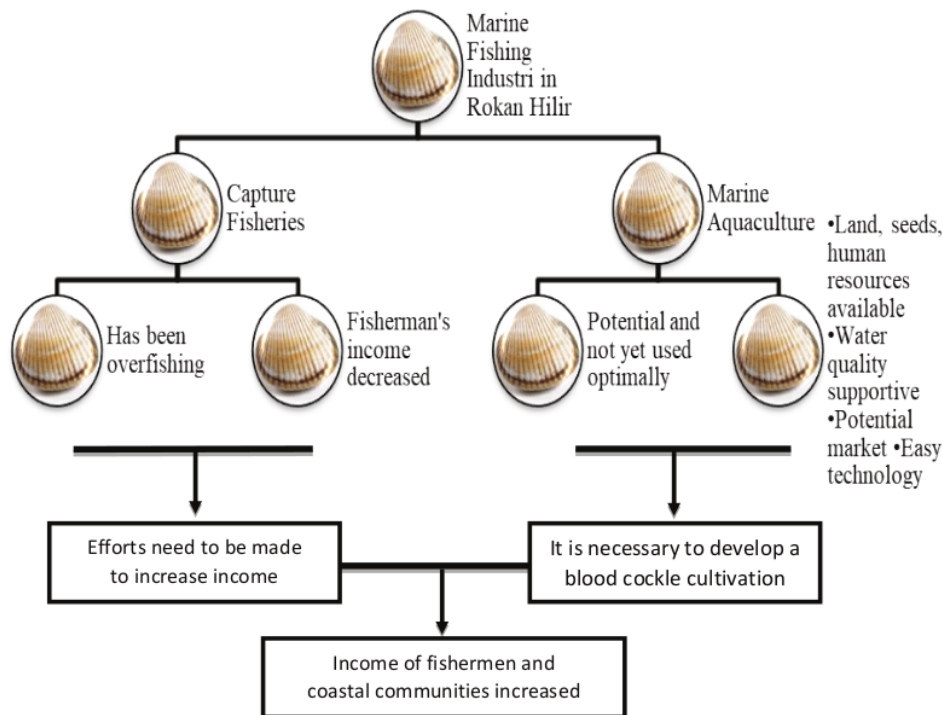 Marine
Fishing
Industri in
Rokan Hilir
Capture
Fisheries
Marine
Aquaculture
Has been
overfishing
Fisherman's
income
decreased
Potential and
not yet used
optimally
•Land, seeds,
human
resources
available
•Water
quality
supportive
•Potential
market •Easy
technology
Efforts need to be made
to increase income
It is necessary to develop a
blood cockle cultivation
Income of fishermen and
coastal communities increased